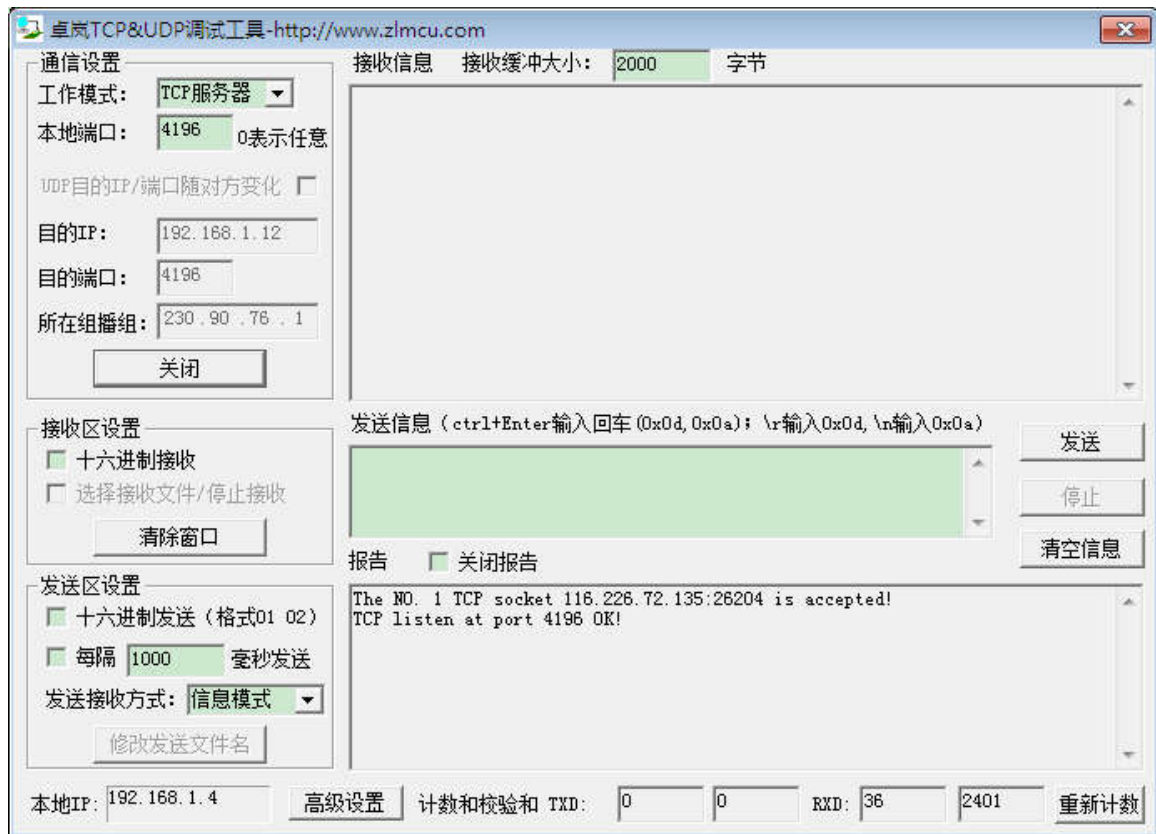 卓岚TCP&UDP调试工具-http://www.zlmcu.com
通信设置
工作模式: TCP服务器
本地端口: 4196 0表示任意
UDP目的IP/端口随对方变化
目的IP: 192.168.1.12
目的端口: 4196
所在组播组: 230.90.76.1
关闭
接收信息 接收缓冲大小: 2000 字节
接收区设置
十六进制接收
选择接收文件/停止接收
清除窗口
发送信息(ctrl+Enter输入回车(0x0d,0x0a); \r输入0x0d,\n输入0x0a)
发送
停止
清空信息
报告 关闭报告
发送区设置
十六进制发送(格式01 02)
每隔 1000 毫秒发送
发送接收方式: 信息模式
修改发送文件名
The NO. 1 TCP socket 116.226.72.135:26204 is accepted!
TCP listen at port 4196 OK!
本地IP: 192.168.1.4 高级设置 计数和校验和 TXD: 0 0 RXD: 36 2401 重新计数